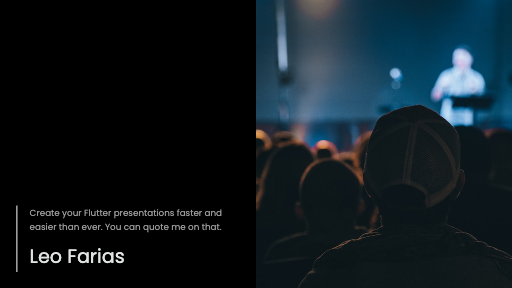 Create your Flutter presentations faster and
easier than ever. You can quote me on that.
Leo Farias